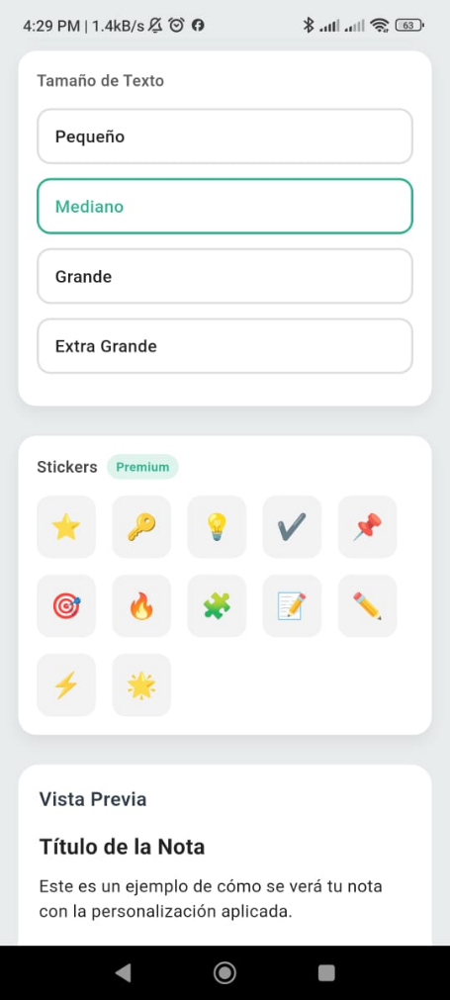 4:29 PM | 1.4kB/s
63
Tamaño de Texto
Pequeño
Mediano
Grande
Extra Grande
Stickers Premium
Vista Previa
Título de la Nota
Este es un ejemplo de cómo se verá tu nota
con la personalización aplicada.